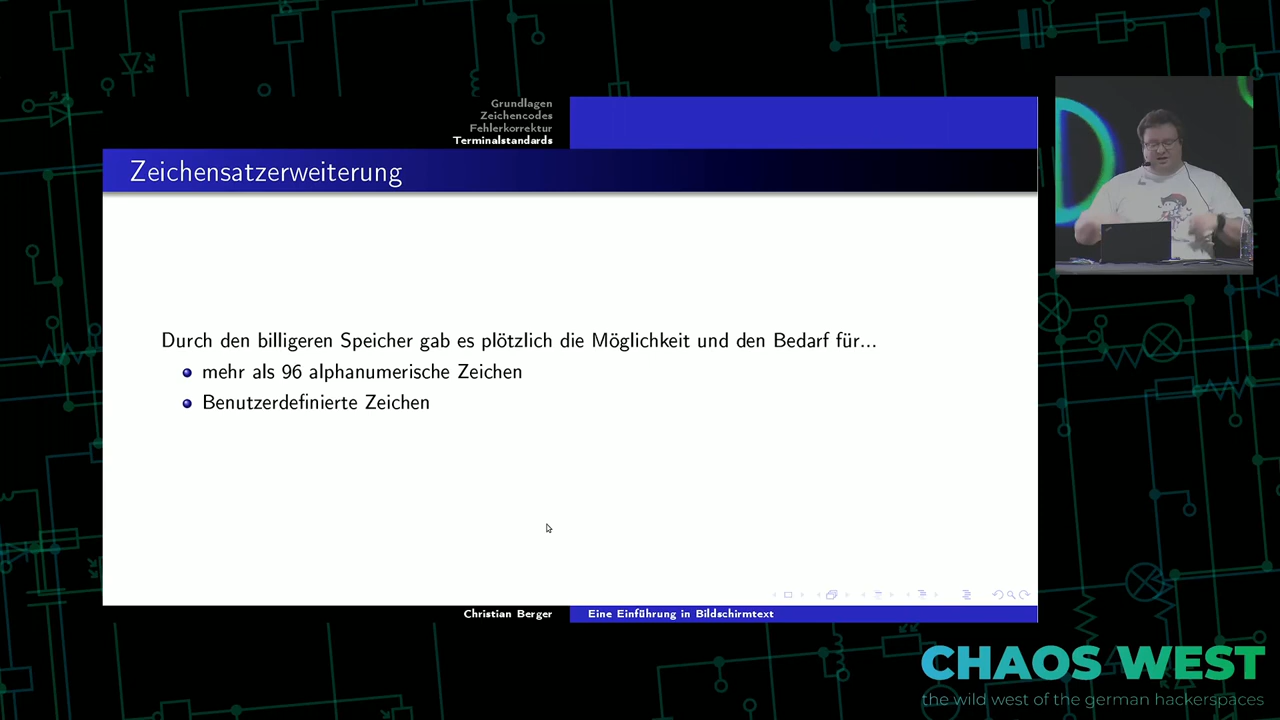 Grundlagen
Zeichencodes
Fehlerkorrektur
Terminalstandards
Zeichensatzerweiterung
Durch den billigeren Speicher gab es plötzlich die Möglichkeit und den Bedarf für...
mehr als 96 alphanumerische Zeichen
Benutzerdefinierte Zeichen
Christian Berger
Eine Einführung in Bildschirmtext
CHAOS WEST
the wild west of the german hackerspaces